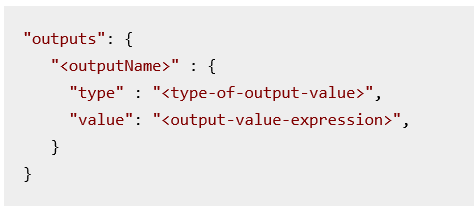 "outputs": {
"<outputName>" : {
"type" : "<type-of-output-value>",
"value": "<output-value-expression>",
}
}